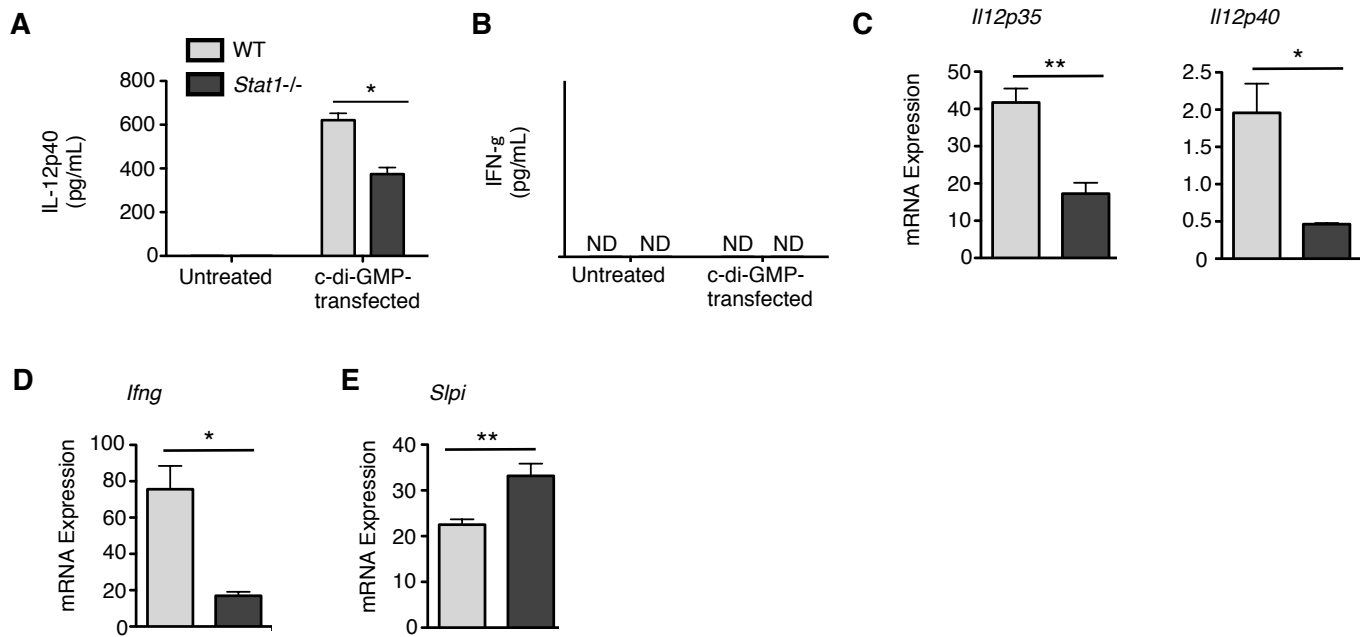 A
WT
Stat1-/-
IL-12p40
(pg/mL)
800
600
400
200
0
*
Untreated
c-di-GMP-
transfected
B
IFN-g
(pg/mL)
ND ND ND ND
Untreated
c-di-GMP-
transfected
C
Il12p35
mRNA Expression
50
40
30
20
10
0
**
Il12p40
2.5
2.0
1.5
1.0
0.5
0
*
D
Ifng
mRNA Expression
100
80
60
40
20
0
*
E
Slpi
mRNA Expression
40
30
20
10
0
**